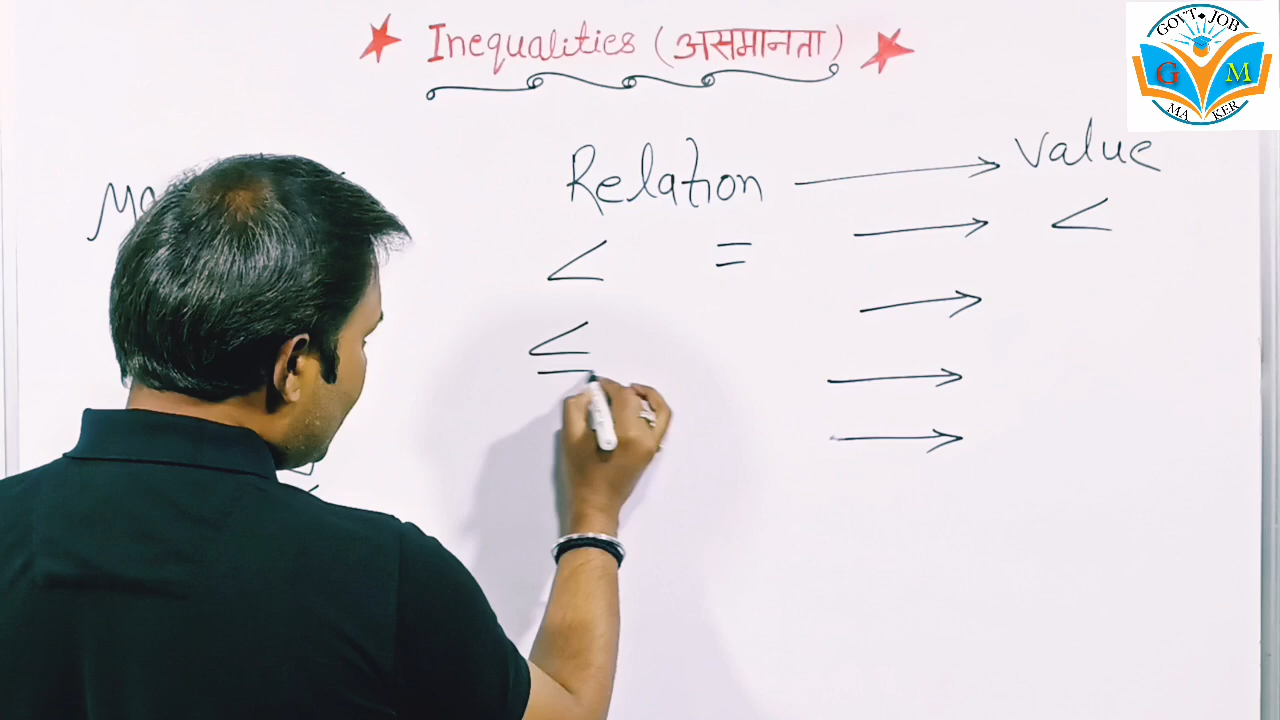 Inequalities (असमानता)
GOVT. JOB
G M
MAKER
Relation → Value
< = → <
→
≤
→
→